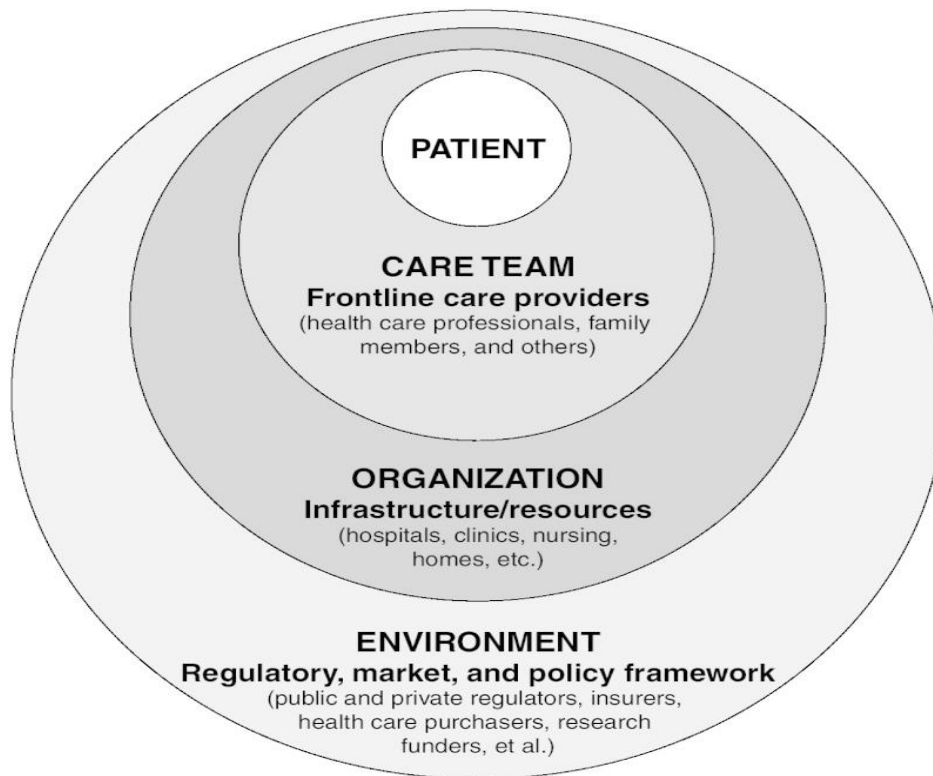 PATIENT
CARE TEAM
Frontline care providers
(health care professionals, family
members, and others)
ORGANIZATION
Infrastructure/resources
(hospitals, clinics, nursing,
homes, etc.)
ENVIRONMENT
Regulatory, market, and policy framework
(public and private regulators, insurers,
health care purchasers, research
funders, et al.)